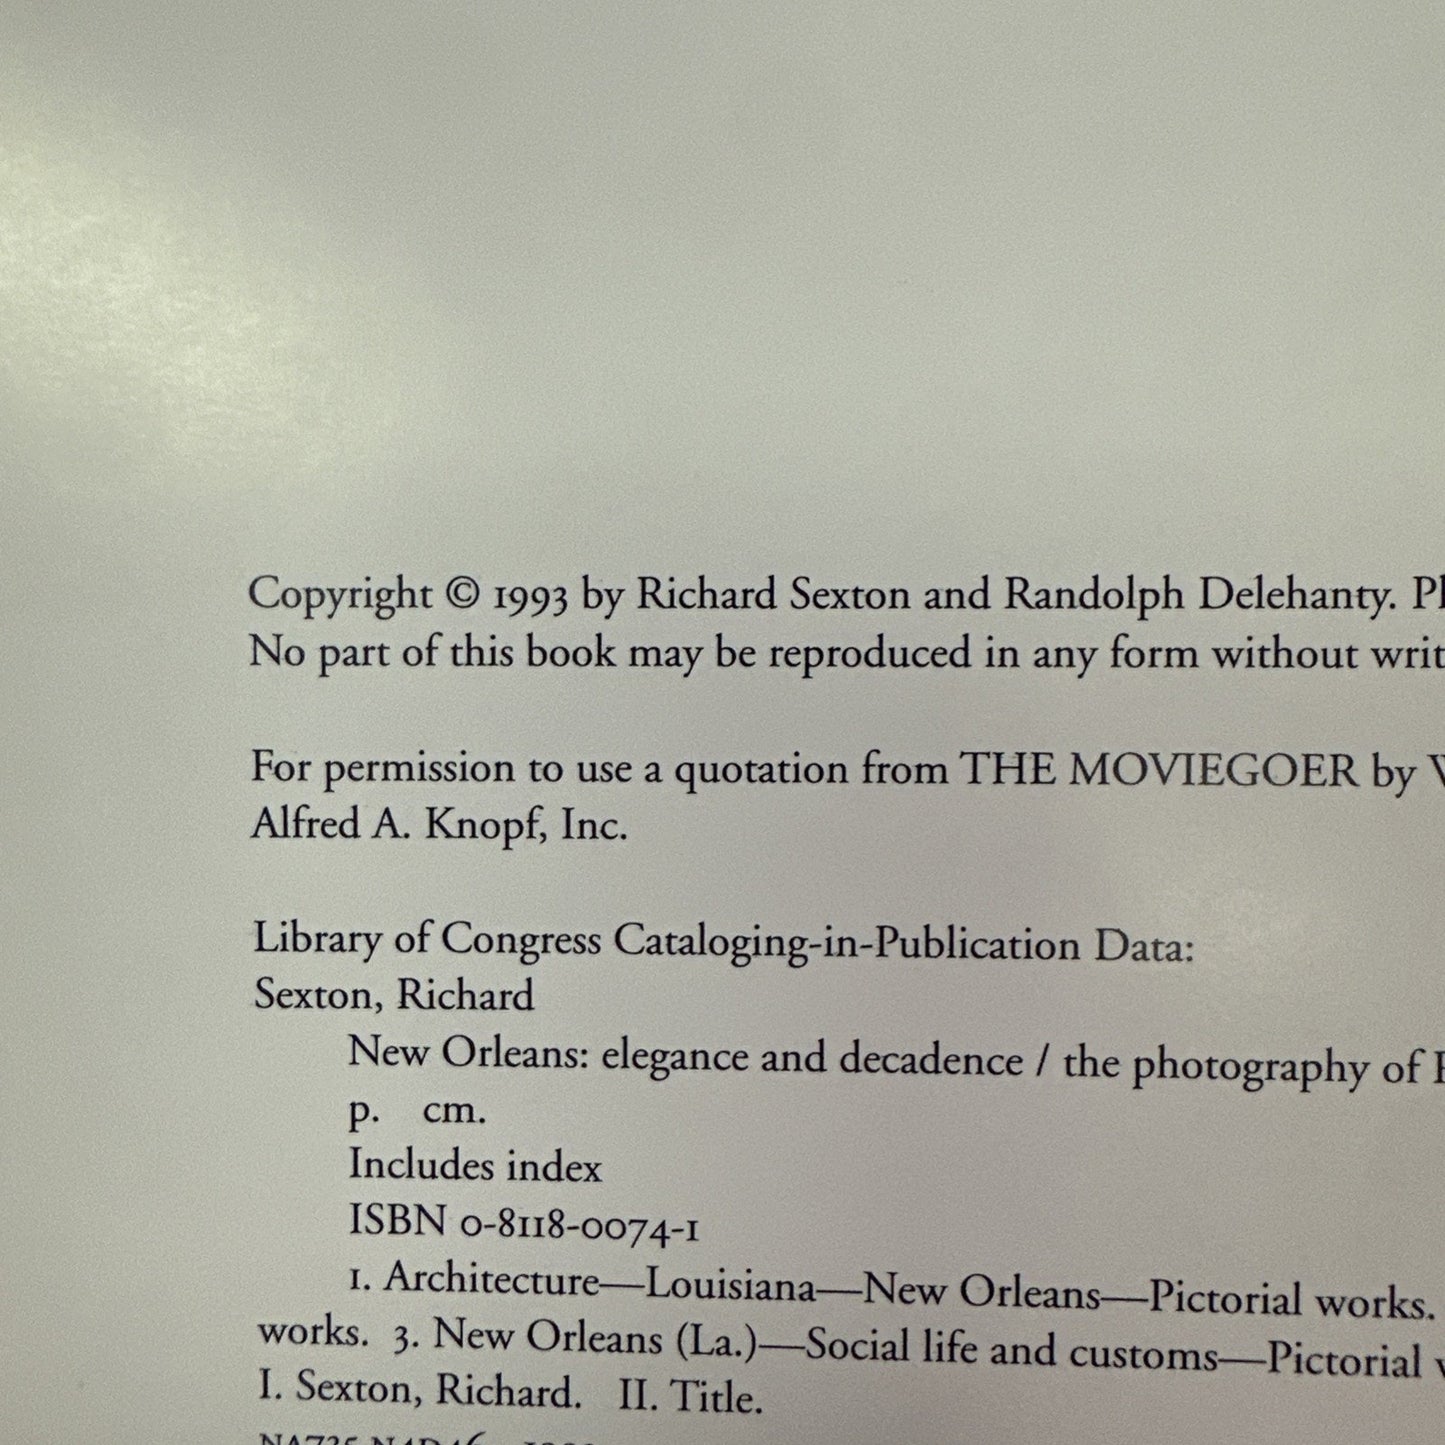 Copyright © 1993 by Richard Sexton and Randolph Delehanty.
No part of this book may be reproduced in any form without
For permission to use a quotation from THE MOVIEGOER by
Alfred A. Knopf, Inc.
Library of Congress Cataloging-in-Publication Data:
Sexton, Richard
New Orleans: elegance and decadence / the photography of
p. cm.
Includes index
ISBN 0-8118-0074-1
1. Architecture—Louisiana—New Orleans—Pictorial works.
works. 3. New Orleans (La.)—Social life and customs—Pictorial
I. Sexton, Richard. II. Title.